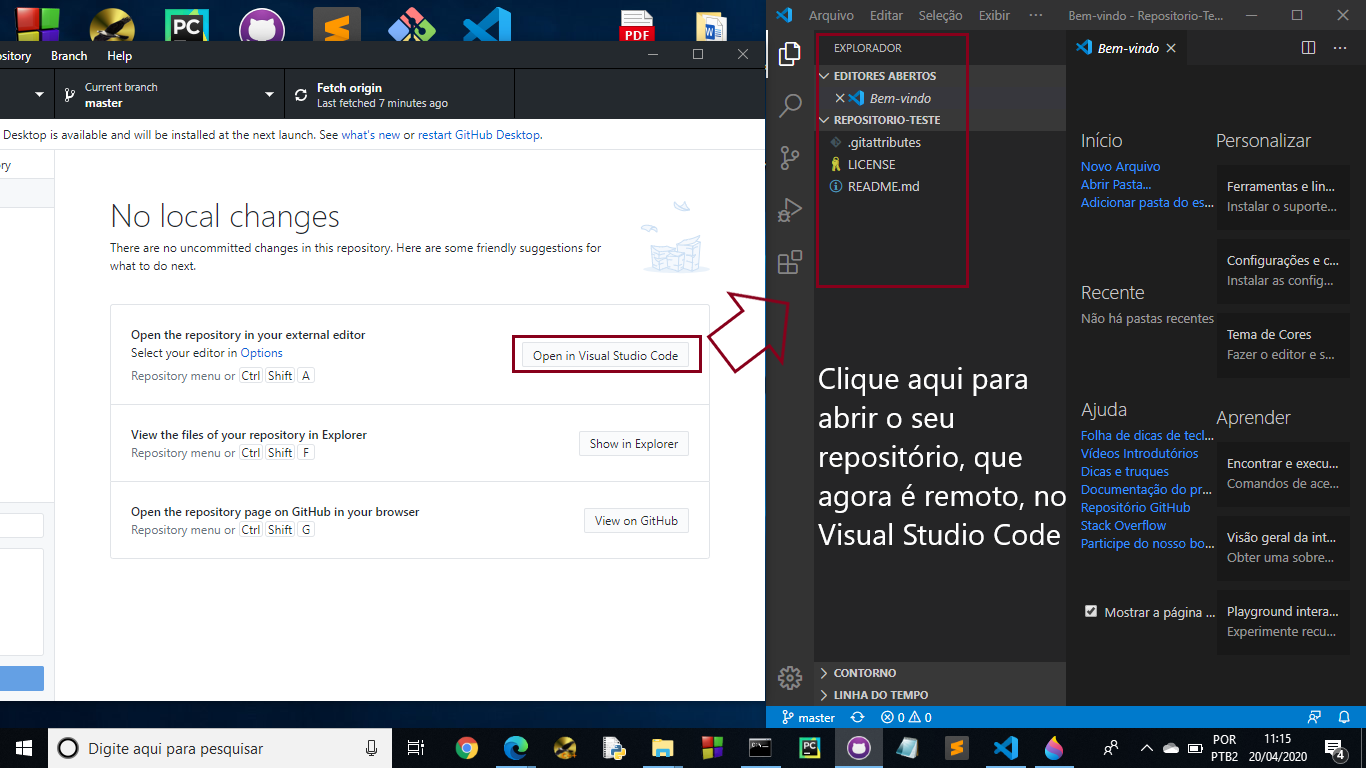 PDF
sitory Branch Help
Current branch
master
Fetch origin
Last fetched 7 minutes ago
Desktop is available and will be installed at the next launch. See what's new or restart GitHub Desktop.
ry
No local changes
There are no uncommitted changes in this repository. Here are some friendly suggestions for
what to do next.
Open the repository in your external editor
Select your editor in Options
Repository menu or Ctrl Shift A
Open in Visual Studio Code
View the files of your repository in Explorer
Repository menu or Ctrl Shift F
Show in Explorer
Open the repository page on GitHub in your browser
Repository menu or Ctrl Shift G
View on GitHub
Arquivo Editar Seleção Exibir ··· Bem-vindo - Repositorio-Te...
EXPLORADOR
EDITORES ABERTOS
Bem-vindo
REPOSITORIO-TESTE
.gitattributes
LICENSE
README.md
Clique aqui para
abrir o seu
repositório, que
agora é remoto, no
Visual Studio Code
CONTORNO
LINHA DO TEMPO
Bem-vindo
Início
Novo Arquivo
Abrir Pasta...
Adicionar pasta do es...
Recente
Não há pastas recentes
Ajuda
Folha de dicas de tecl...
Vídeos Introdutórios
Dicas e truques
Documentação do pr...
Repositório GitHub
Stack Overflow
Participe do nosso bo...
Mostrar a página ...
Personalizar
Ferramentas e lin...
Instalar o suporte...
Configurações e c...
Instalar as config...
Tema de Cores
Fazer o editor e s...
Aprender
Encontrar e execu...
Comandos de ace...
Visão geral da int...
Obter uma sobre...
Playground intera...
Experimente recu...
master 0 0
Digite aqui para pesquisar
POR
PTB2
11:15
20/04/2020
4